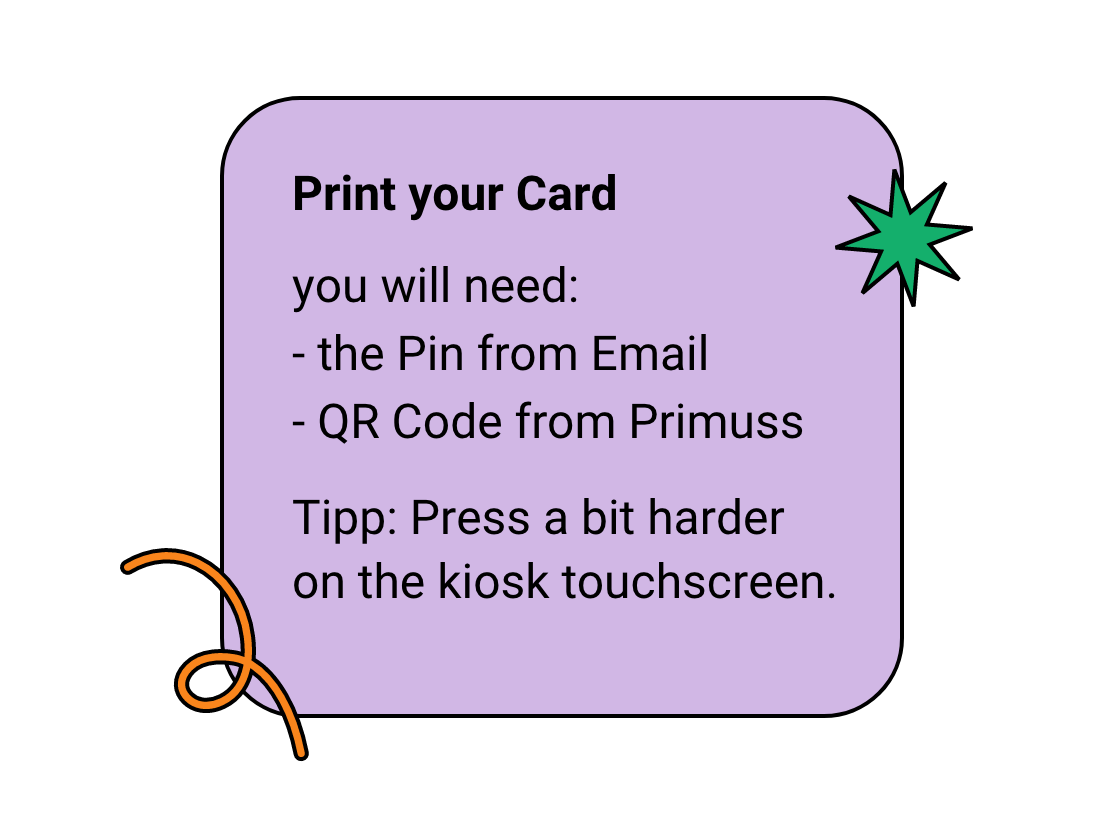 Print your Card
you will need:
- the Pin from Email
- QR Code from Primuss
Tipp: Press a bit harder
on the kiosk touchscreen.